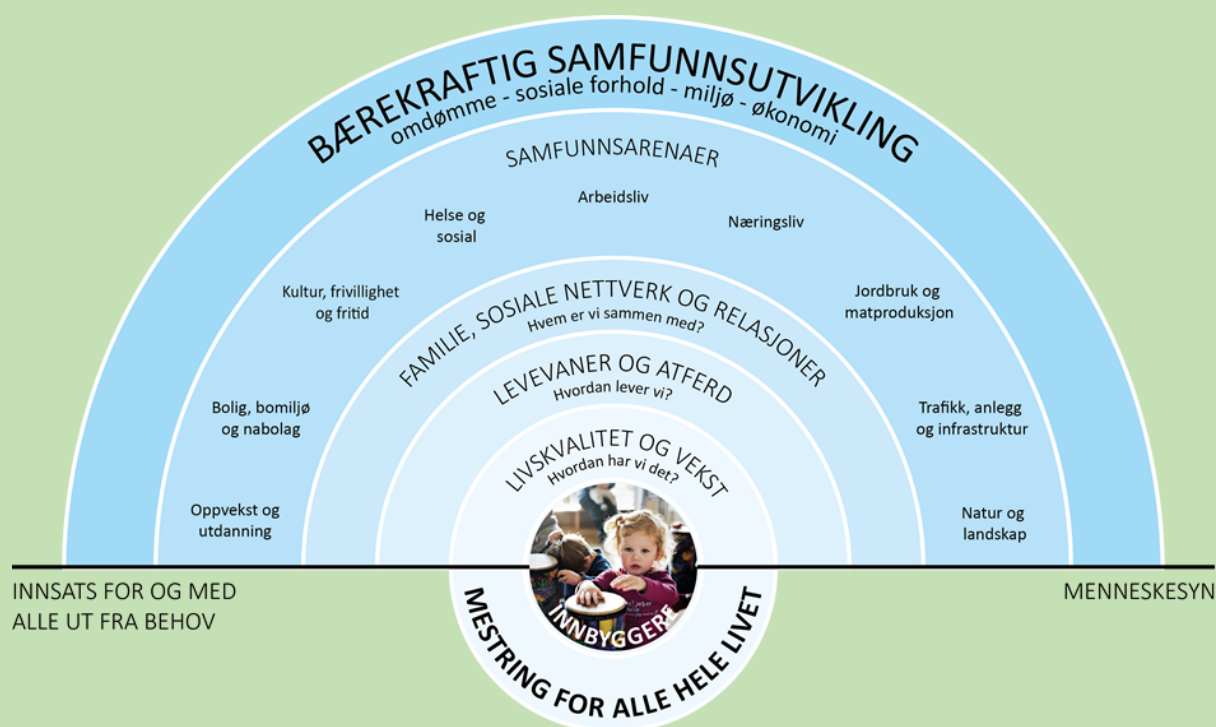 BÆREKRAFTIG SAMFUNNSUTVIKLING
omdømme - sosiale forhold - miljø - økonomi
SAMFUNNSARENAER
Arbeidsliv
Helse og
sosial
Næringsliv
Kultur, frivillighet
og fritid
Jordbruk og
matproduksjon
Bolig, bomiljø
og nabolag
Trafikk, anlegg
og infrastruktur
Oppvekst og
utdanning
Natur og
landskap
FAMILIE, SOSIALE NETTVERK OG RELASJONER
Hvem er vi sammen med?
LEVEVANER OG ATFERD
Hvordan lever vi?
LIVSKVALITET OG VEKST
Hvordan har vi det?
INNBYGGERE
MESTRING FOR ALLE HELE LIVET
INNSATS FOR OG MED
ALLE UT FRA BEHOV
MENNESKESYN